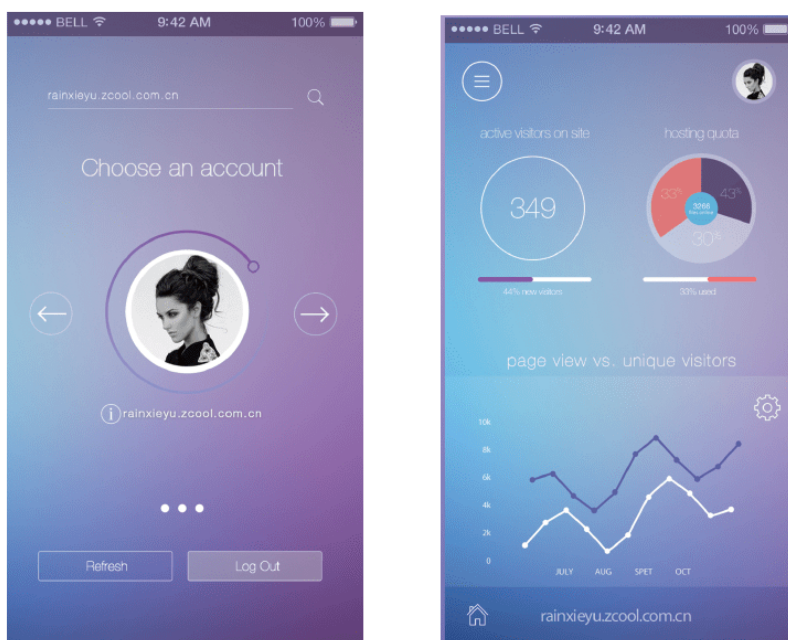 BELL 9:42 AM 100%
rainxieyu.zcool.com.cn
Choose an account
rainxieyu.zcool.com.cn
Refresh Log Out
BELL 9:42 AM 100%
active visitors on site hosting quota
349
33% 43%
3268
30%
44% new visitors 33% used
page view vs. unique visitors
10k
8k
6k
4k
2k
0
JULY AUG SPET OCT
rainxieyu.zcool.com.cn